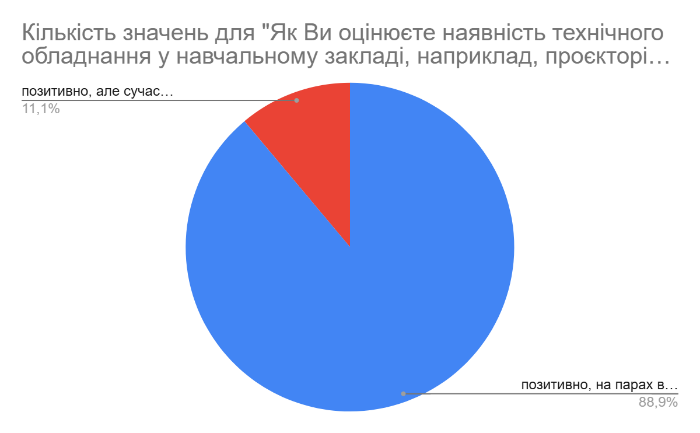 Кількість значень для "Як Ви оцінюєте наявність технічного
обладнання у навчальному закладі, наприклад, проєкторі…
позитивно, але сучас…
11,1%
позитивно, на парах в…
88,9%